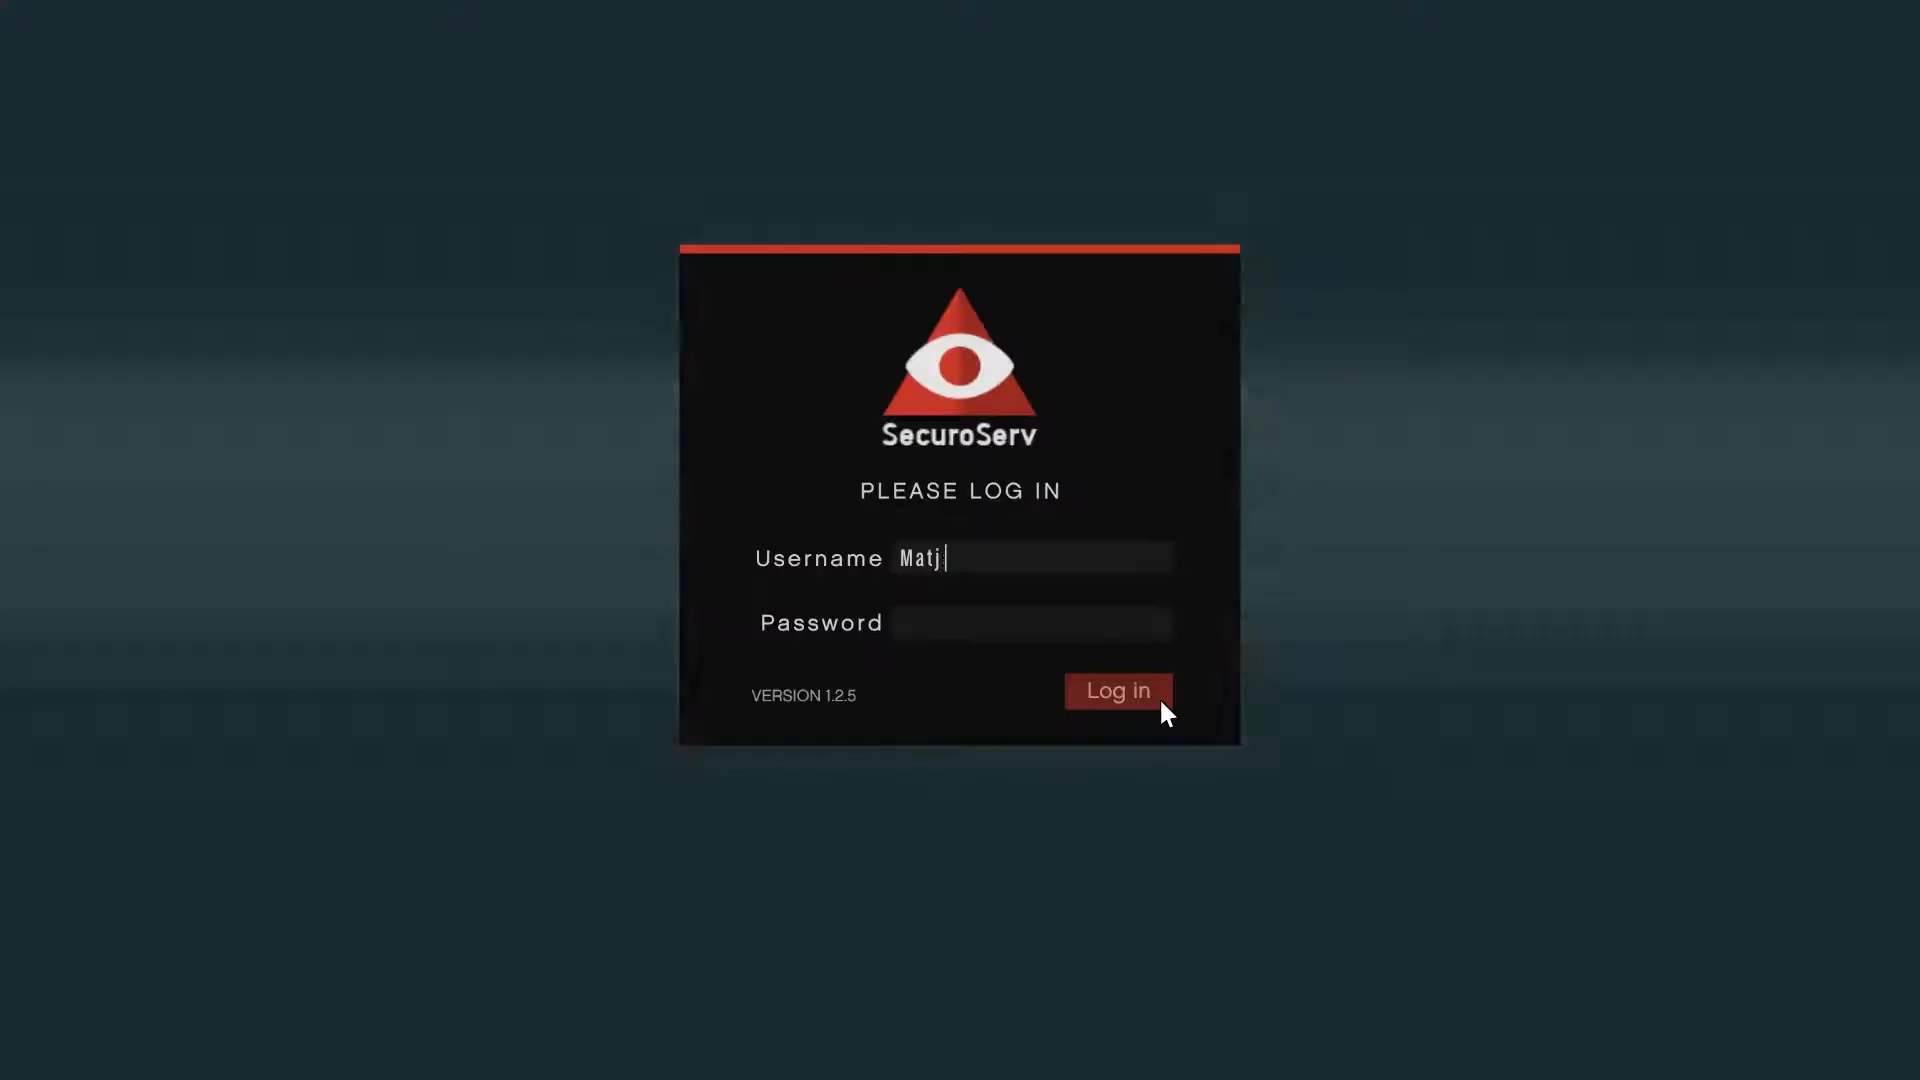 SecuroServ
PLEASE LOG IN
Username Matj
Password
VERSION 1.2.5
Log in